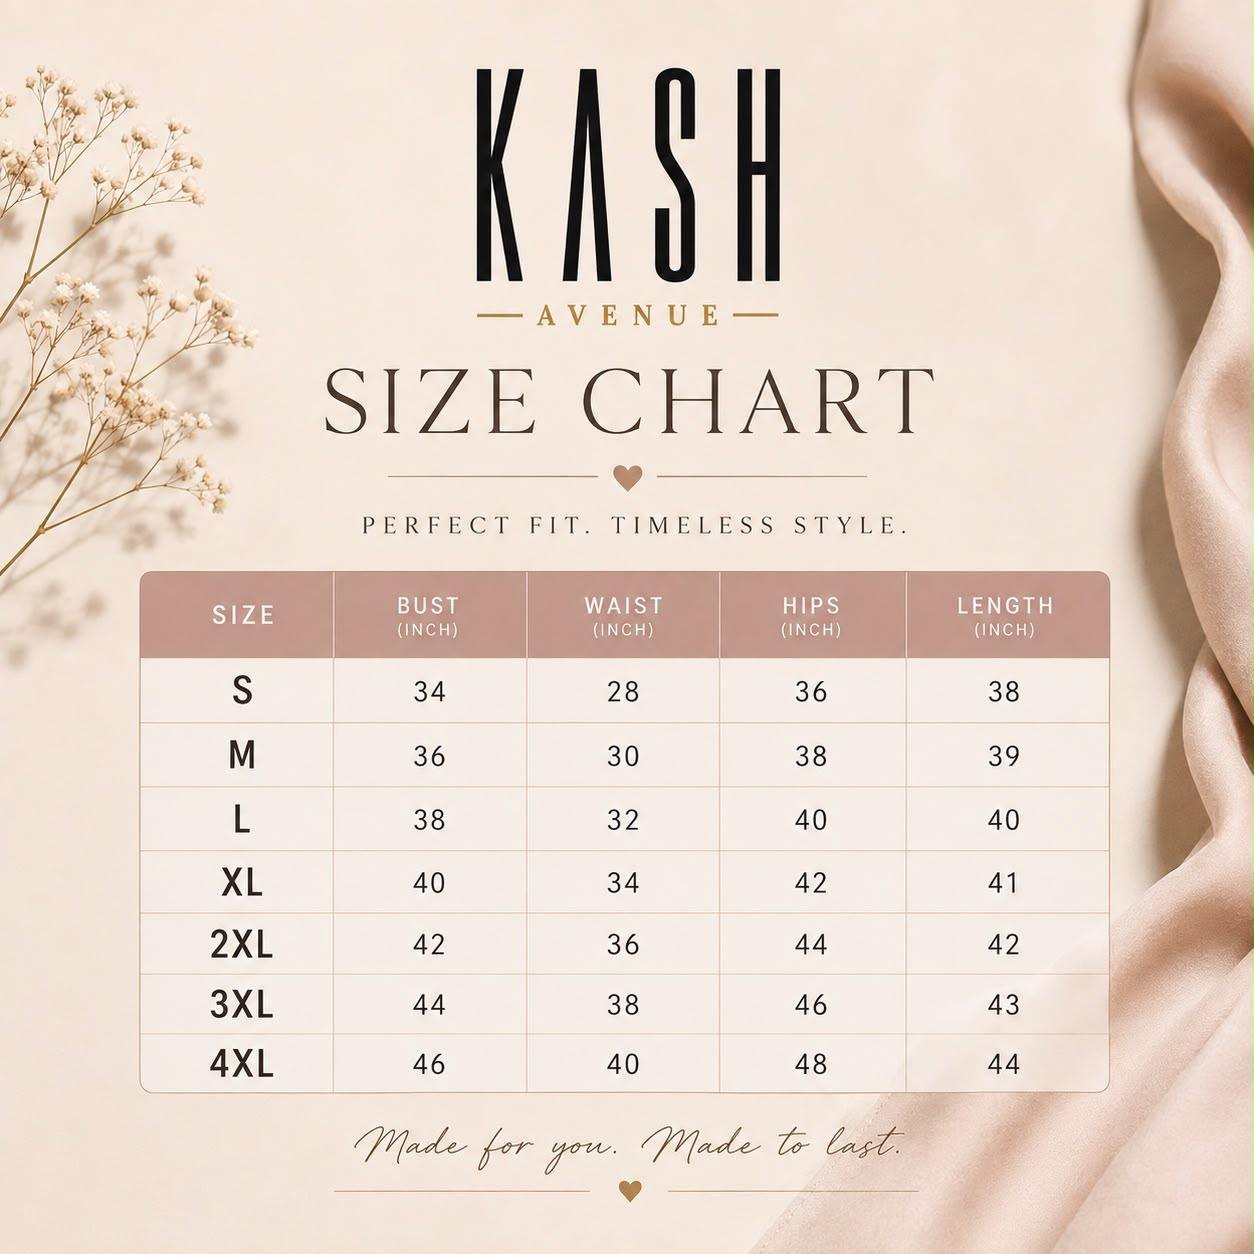 KASH
AVENUE
SIZE CHART
PERFECT FIT. TIMELESS STYLE.
SIZE BUST (INCH) WAIST (INCH) HIPS (INCH) LENGTH (INCH)
S 34 28 36 38
M 36 30 38 39
L 38 32 40 40
XL 40 34 42 41
2XL 42 36 44 42
3XL 44 38 46 43
4XL 46 40 48 44
Made for you. Made to last.